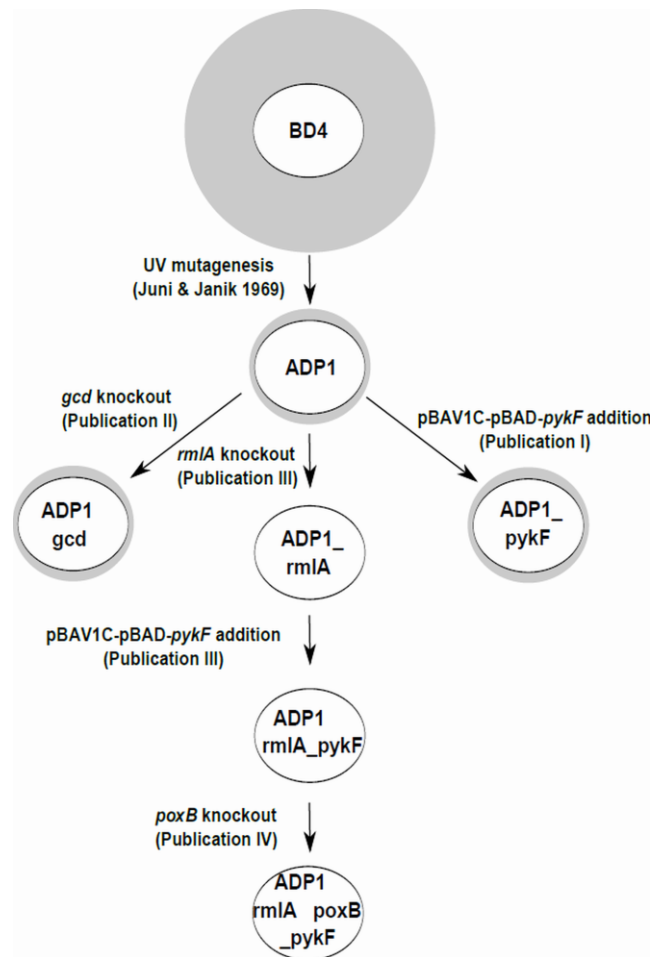 BD4
UV mutagenesis
(Juni & Janik 1969)
ADP1
gcd knockout
(Publication II)
rmlA knockout
(Publication III)
pBAV1C-pBAD-pykF addition
(Publication I)
ADP1
gcd
ADP1_
rmlA
ADP1_
pykF
pBAV1C-pBAD-pykF addition
(Publication III)
ADP1
rmlA_pykF
poxB knockout
(Publication IV)
ADP1
rmlA poxB
_pykF